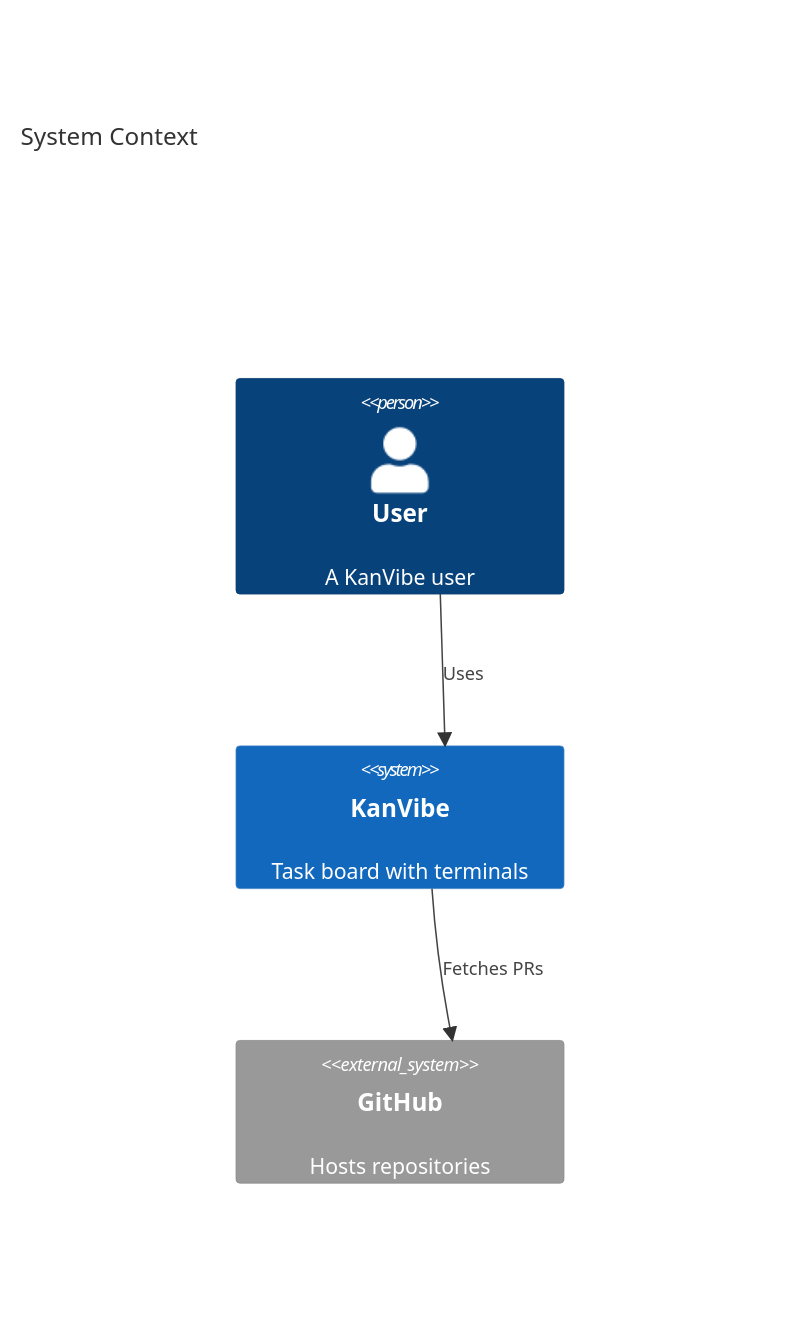 System Context
<<person>>
User
A KanVibe user
Uses
<<system>>
KanVibe
Task board with terminals
Fetches PRs
<<external_system>>
GitHub
Hosts repositories